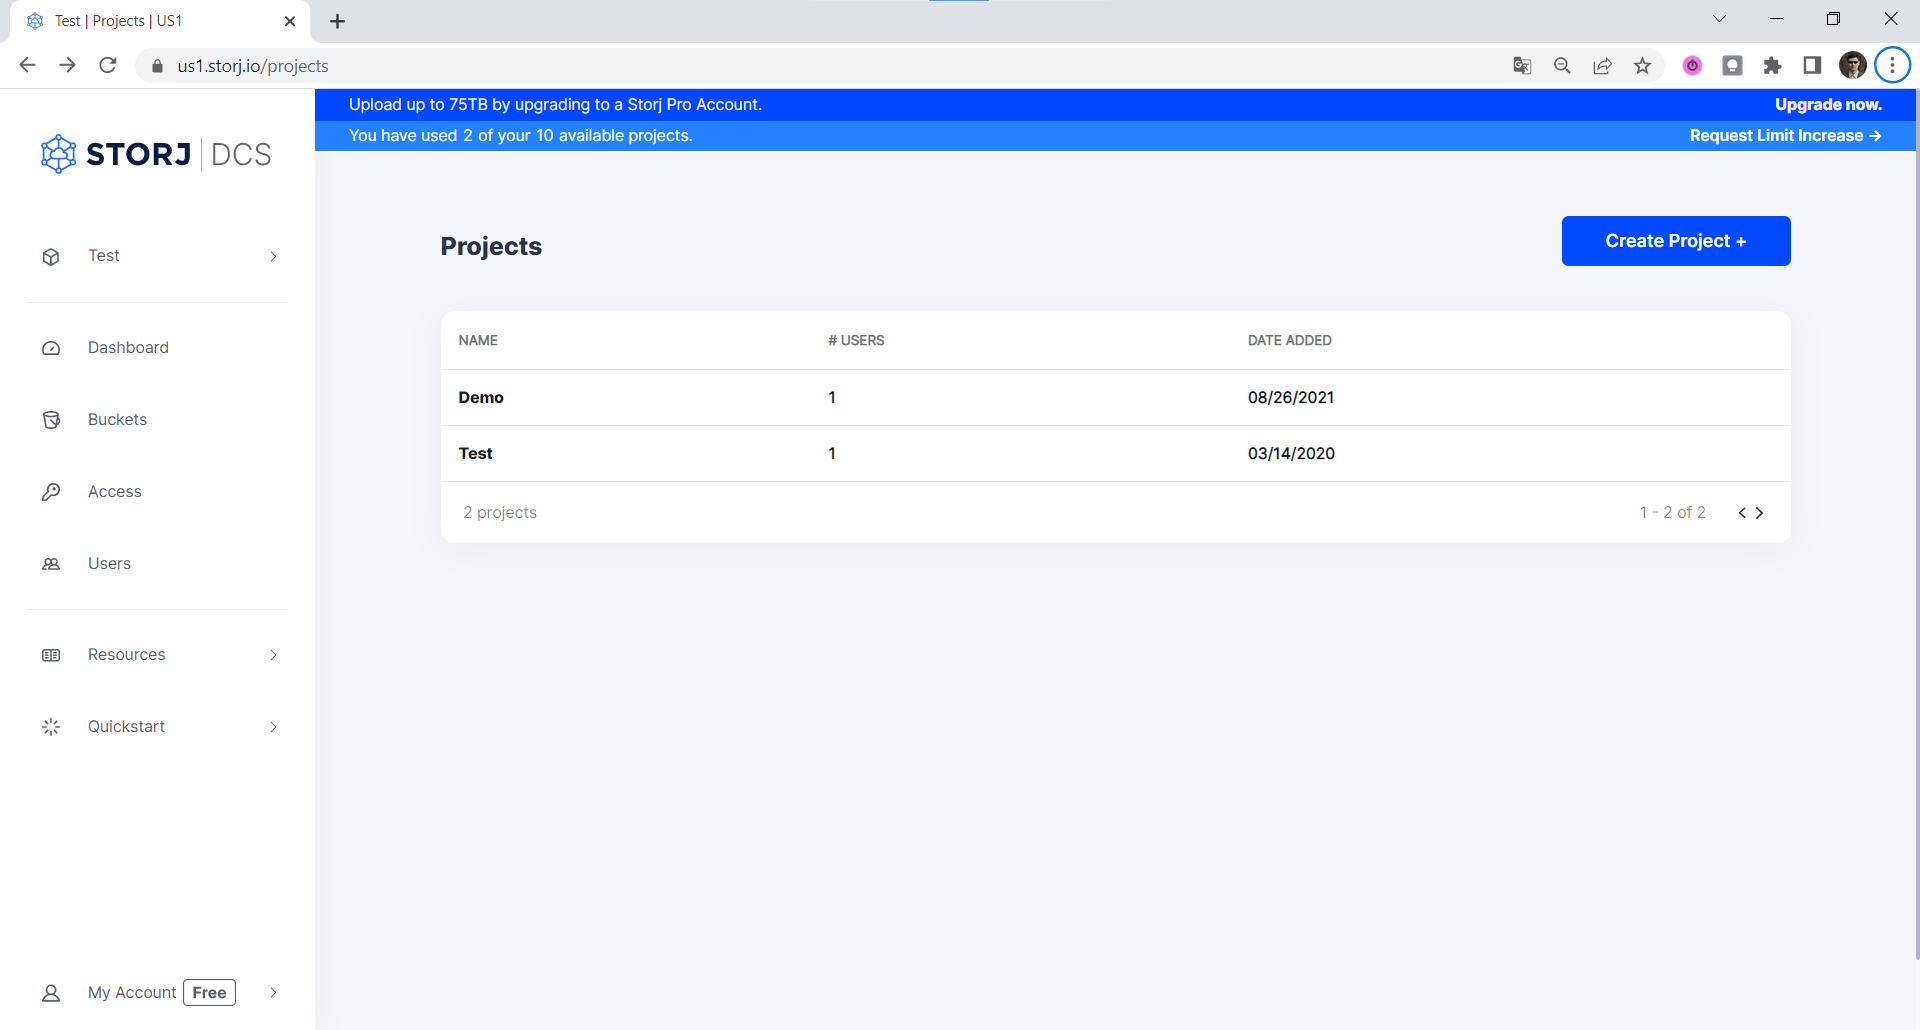 Test | Projects | US1
us1.storj.io/projects
Upload up to 75TB by upgrading to a Storj Pro Account.
Upgrade now.
You have used 2 of your 10 available projects.
Request Limit Increase →
STORJ | DCS
Test
Dashboard
Buckets
Access
Users
Resources
Quickstart
My Account Free
Projects
Create Project +
NAME # USERS DATE ADDED
Demo 1 08/26/2021
Test 1 03/14/2020
2 projects 1 - 2 of 2 < >